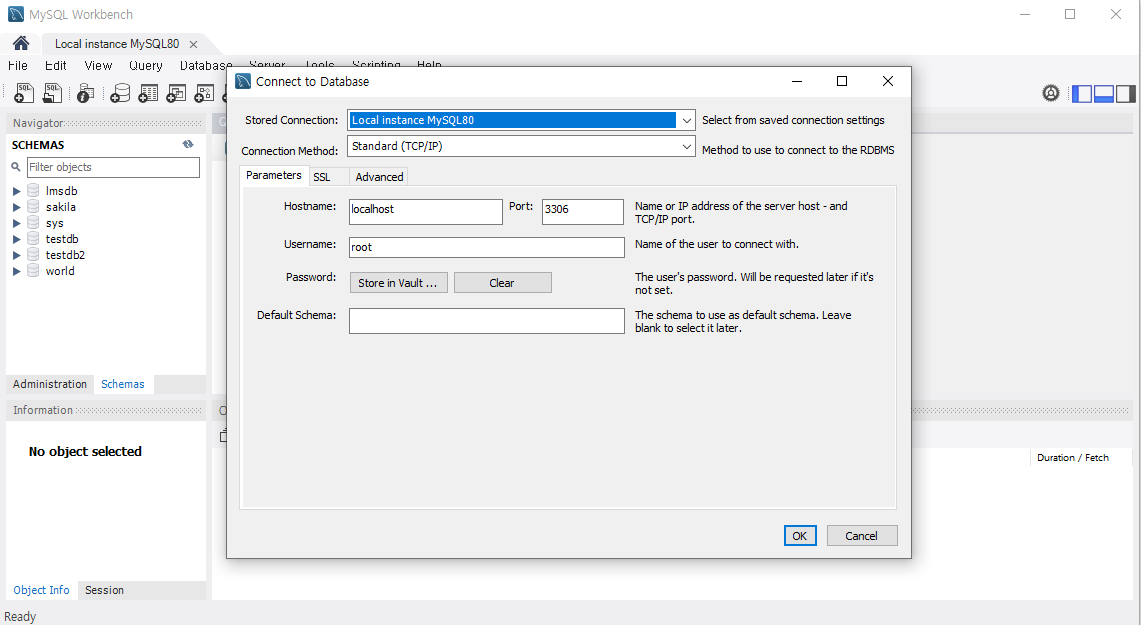 MySQL Workbench
Local instance MySQL80
File Edit View Query Database Server Tools Scripting Help
SQL SQL
Navigator
SCHEMAS
Filter objects
lmsdb
sakila
sys
testdb
testdb2
world
Administration Schemas
Information
No object selected
Object Info Session
Ready
Connect to Database
Stored Connection: Local instance MySQL80 Select from saved connection settings
Connection Method: Standard (TCP/IP) Method to use to connect to the RDBMS
Parameters SSL Advanced
Hostname: localhost Port: 3306 Name or IP address of the server host - and
TCP/IP port.
Username: root Name of the user to connect with.
Password: Store in Vault ... Clear The user's password. Will be requested later if it's
not set.
Default Schema: The schema to use as default schema. Leave
blank to select it later.
OK Cancel
Duration / Fetch